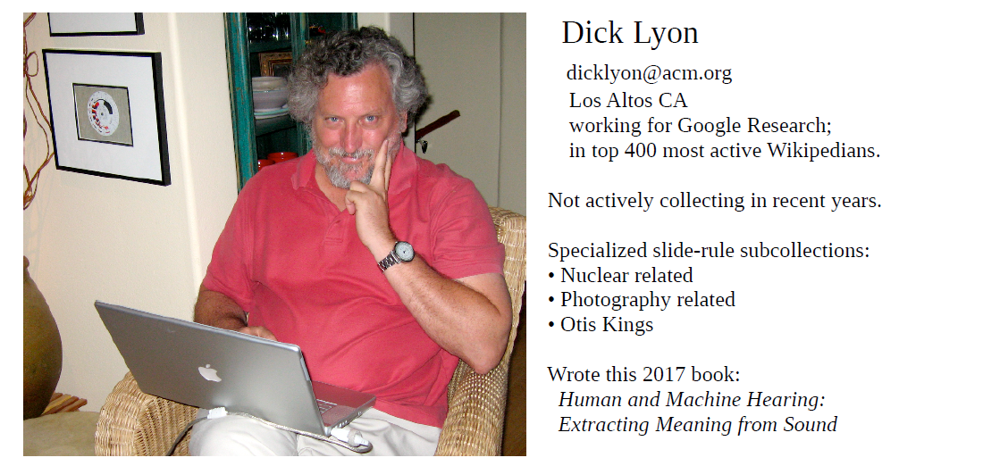 Dick Lyon
dicklyon@acm.org
Los Altos CA
working for Google Research;
in top 400 most active Wikipedians.
Not actively collecting in recent years.
Specialized slide-rule subcollections:
• Nuclear related
• Photography related
• Otis Kings
Wrote this 2017 book:
Human and Machine Hearing:
Extracting Meaning from Sound